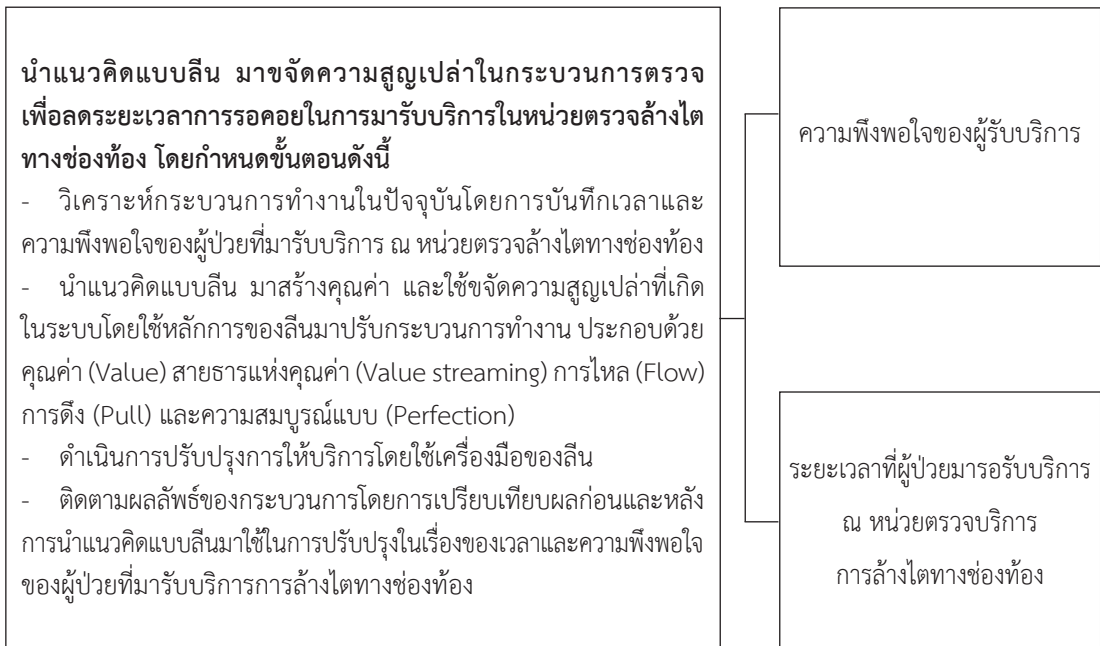 นำแนวคิดแบบลีน มาขจัดความสูญเปล่าในกระบวนการตรวจ
เพื่อลดระยะเวลาการรอคอยในการมารับบริการในหน่วยตรวจล้างไต
ทางช่องท้อง โดยกำหนดขั้นตอนดังนี้
- วิเคราะห์กระบวนการทำงานในปัจจุบันโดยการบันทึกเวลาและ
ความพึงพอใจของผู้ป่วยที่มารับบริการ ณ หน่วยตรวจล้างไตทางช่องท้อง
- นำแนวคิดแบบลีน มาสร้างคุณค่า และใช้ขจัดความสูญเปล่าที่เกิด
ในระบบโดยใช้หลักการของลีนมาปรับกระบวนการทำงาน ประกอบด้วย
คุณค่า (Value) สายธารแห่งคุณค่า (Value streaming) การไหล (Flow)
การดึง (Pull) และความสมบูรณ์แบบ (Perfection)
- ดำเนินการปรับปรุงการให้บริการโดยใช้เครื่องมือของลีน
- ติดตามผลลัพธ์ของกระบวนการโดยการเปรียบเทียบผลก่อนและหลัง
การนำแนวคิดแบบลีนมาใช้ในการปรับปรุงในเรื่องของเวลาและความพึงพอใจ
ของผู้ป่วยที่มารับบริการการล้างไตทางช่องท้อง
ความพึงพอใจของผู้รับบริการ
ระยะเวลาที่ผู้ป่วยมารอรับบริการ
ณ หน่วยตรวจบริการ
การล้างไตทางช่องท้อง